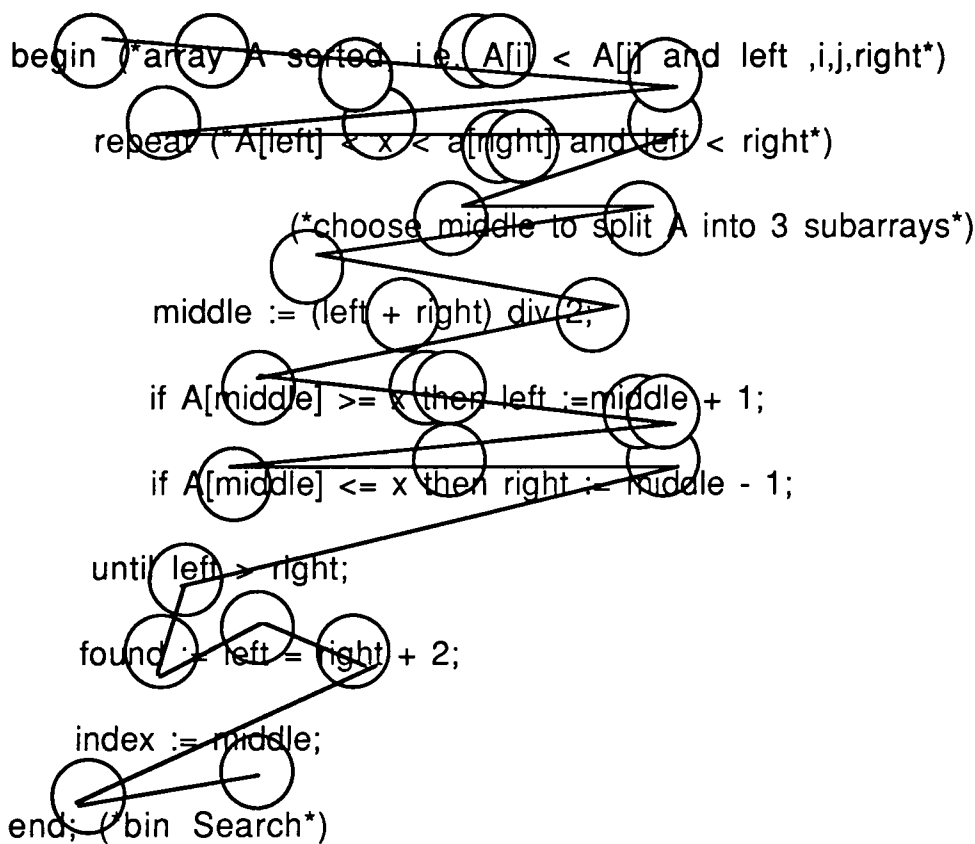 begin (*array A sorted, i.e. A[i] < A[j] and left ,i,j,right*)
repeat (*A[left] < x < a[right] and left < right*)
(*choose middle to split A into 3 subarrays*)
middle := (left + right) div 2;
if A[middle] >= x then left :=middle + 1;
if A[middle] <= x then right := middle - 1;
until left > right;
found := left = right + 2;
index := middle;
end; (*bin Search*)